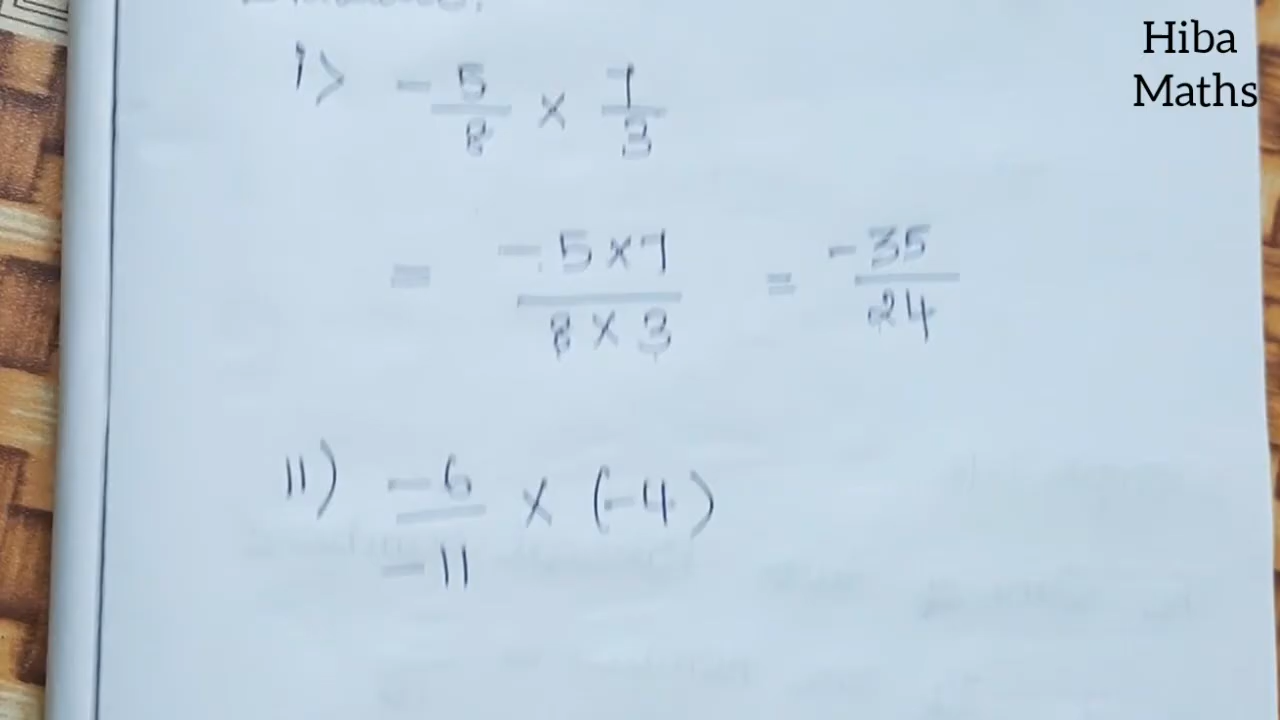 Hiba
Maths
i) -5/8 × 7/3
= -5×7/8×3 = -35/24
ii) -6/-11 × (-4)